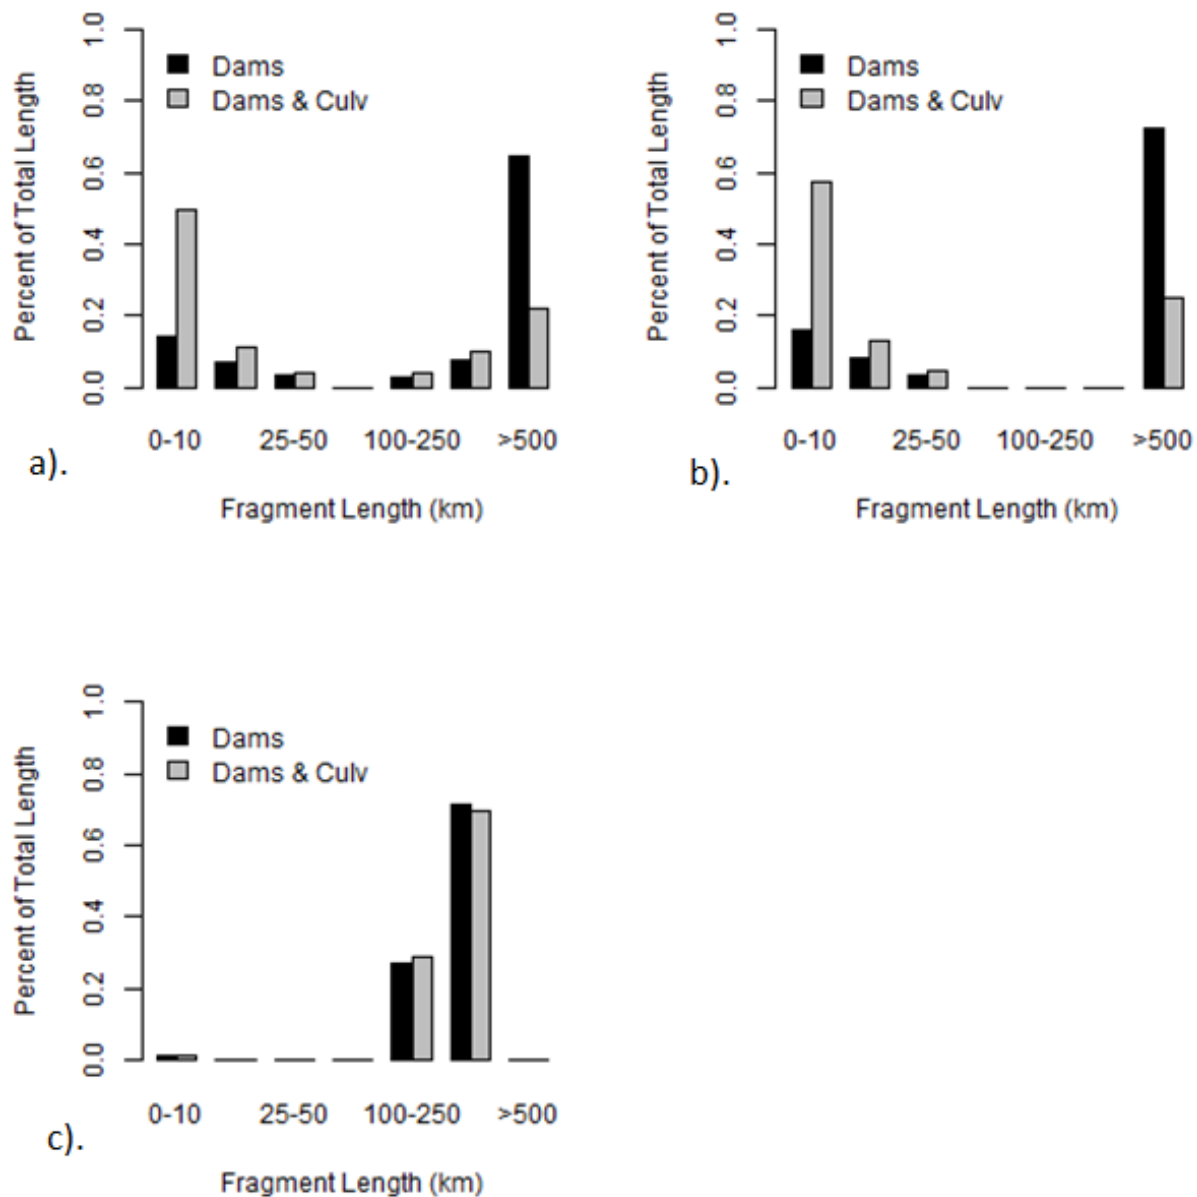 Percent of Total Length
1.0
0.8
0.6
0.4
0.2
0.0
Dams
Dams & Culv
0-10 25-50 100-250 >500
a).
Fragment Length (km)
Percent of Total Length
1.0
0.8
0.6
0.4
0.2
0.0
Dams
Dams & Culv
0-10 25-50 100-250 >500
b).
Fragment Length (km)
Percent of Total Length
1.0
0.8
0.6
0.4
0.2
0.0
Dams
Dams & Culv
0-10 25-50 100-250 >500
c).
Fragment Length (km)